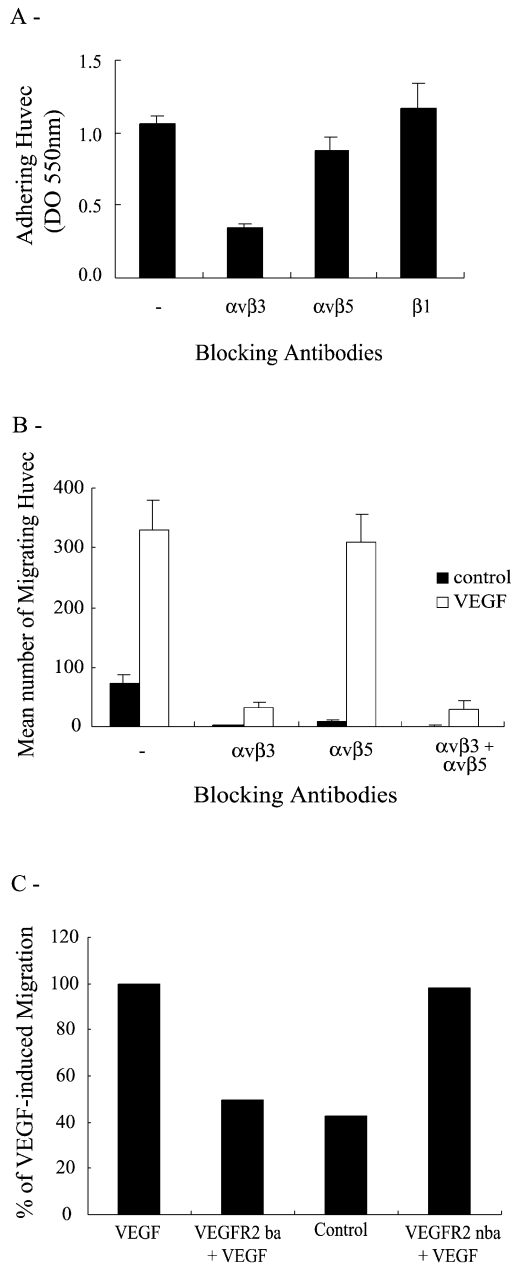 A -
Adhering Huvec
(DO 550nm)
1.5
1.0
0.5
0.0
- αvβ3 αvβ5 β1
Blocking Antibodies
B -
Mean number of Migrating Huvec
400
300
200
100
0
control
VEGF
- αvβ3 αvβ5 αvβ3 +
αvβ5
Blocking Antibodies
C -
% of VEGF-induced Migration
120
100
80
60
40
20
0
VEGF VEGFR2 ba Control VEGFR2 nba
+ VEGF + VEGF